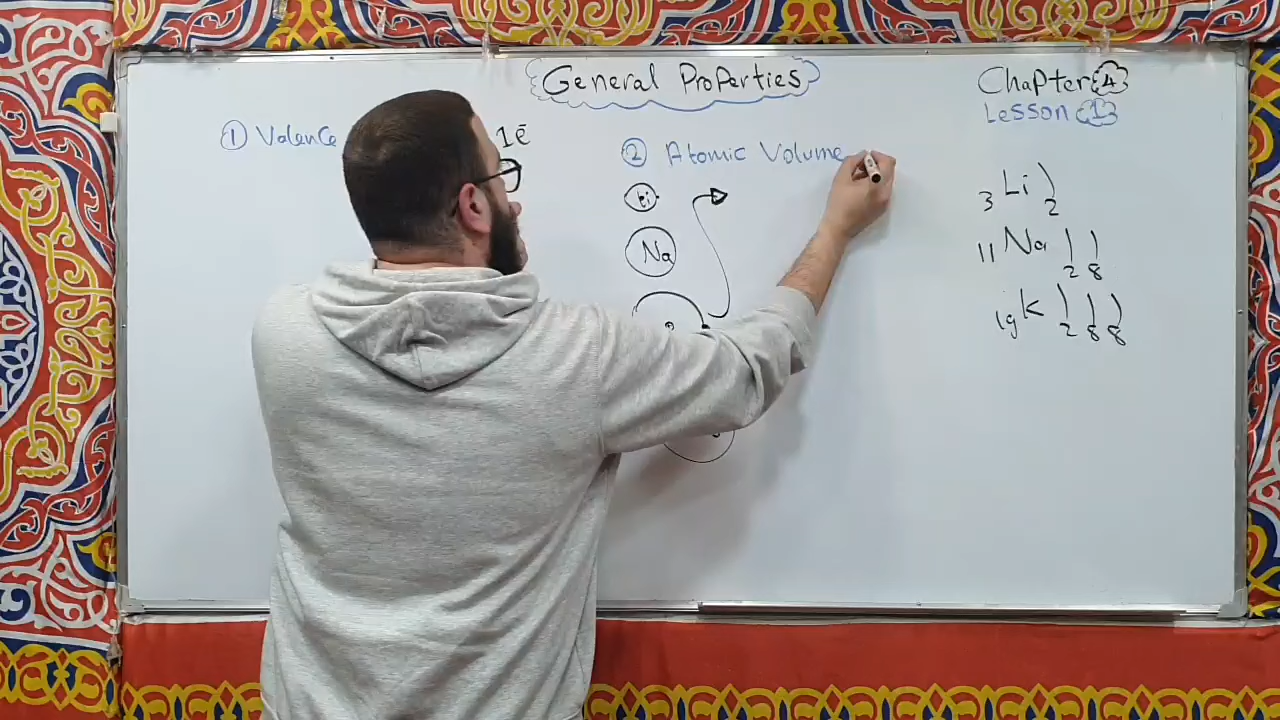 General Properties
Chapter 4
Lesson 1
① Valence
1ē
② Atomic Volume
Li
Na
3 Li ) 2
11 Na ) ) 2 8
19 K ) ) ) 2 8 8